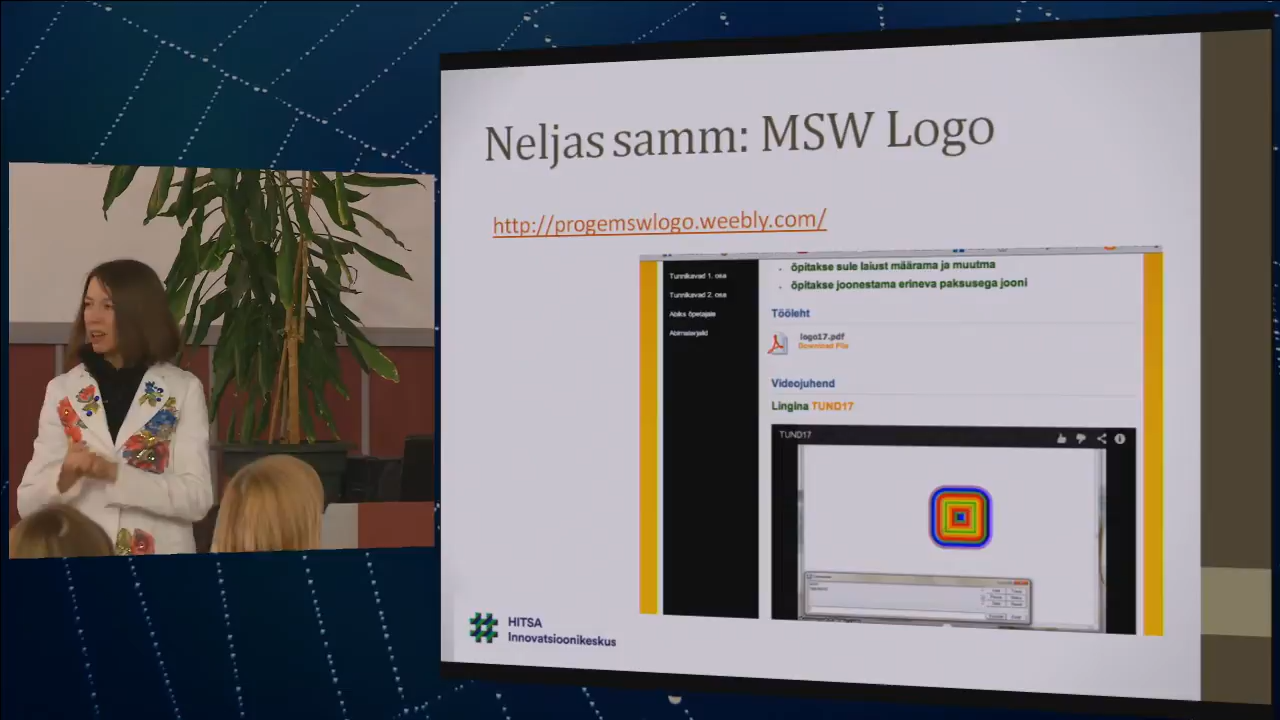 Neljas samm: MSW Logo
http://progemswlogo.weebly.com/
Tunnikavad 1. osa
Tunnikavad 2. osa
Abiks õpetajale
Abimaterjalid
õpitakse sule laiust määrama ja muutma
õpitakse joonestama erineva paksusega jooni
Tööleht
logo17.pdf
Download File
Videojuhend
Lingina TUND17
TUND17
HITSA
Innovatsioonikeskus